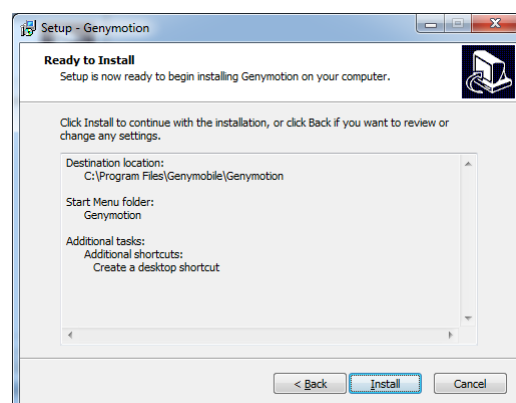 Setup - Genymotion
Ready to Install
Setup is now ready to begin installing Genymotion on your computer.
Click Install to continue with the installation, or click Back if you want to review or
change any settings.
Destination location:
C:\Program Files\Genymobile\Genymotion
Start Menu folder:
Genymotion
Additional tasks:
Additional shortcuts:
Create a desktop shortcut
< Back
Install
Cancel